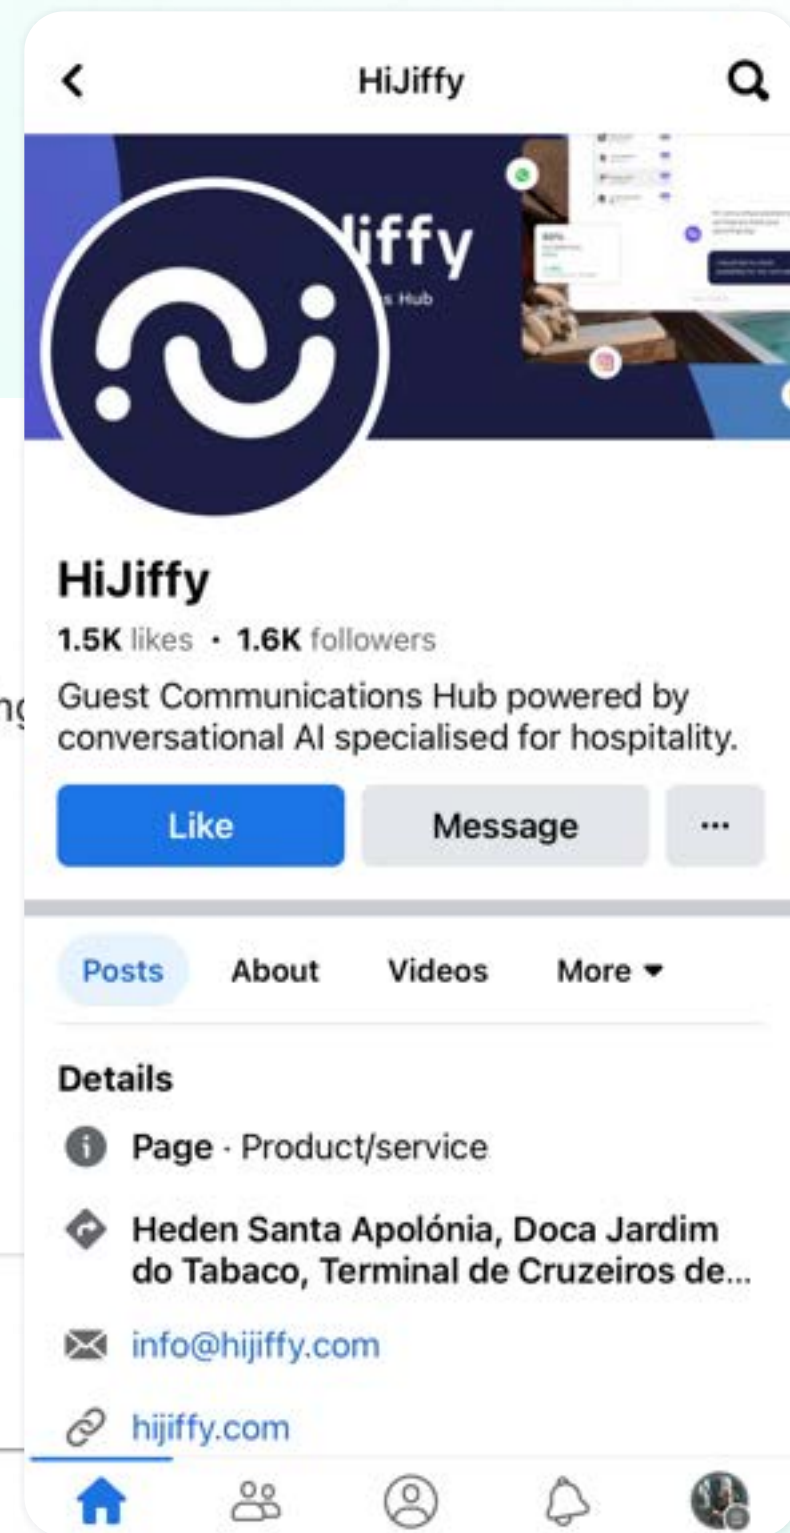 HiJiffy
Jiffy
s Hub
HiJiffy
1.5K likes · 1.6K followers
Guest Communications Hub powered by
conversational AI specialised for hospitality.
Like
Message
Posts
About
Videos
More
Details
Page · Product/service
Heden Santa Apolónia, Doca Jardim
do Tabaco, Terminal de Cruzeiros de...
info@hijiffy.com
hijiffy.com